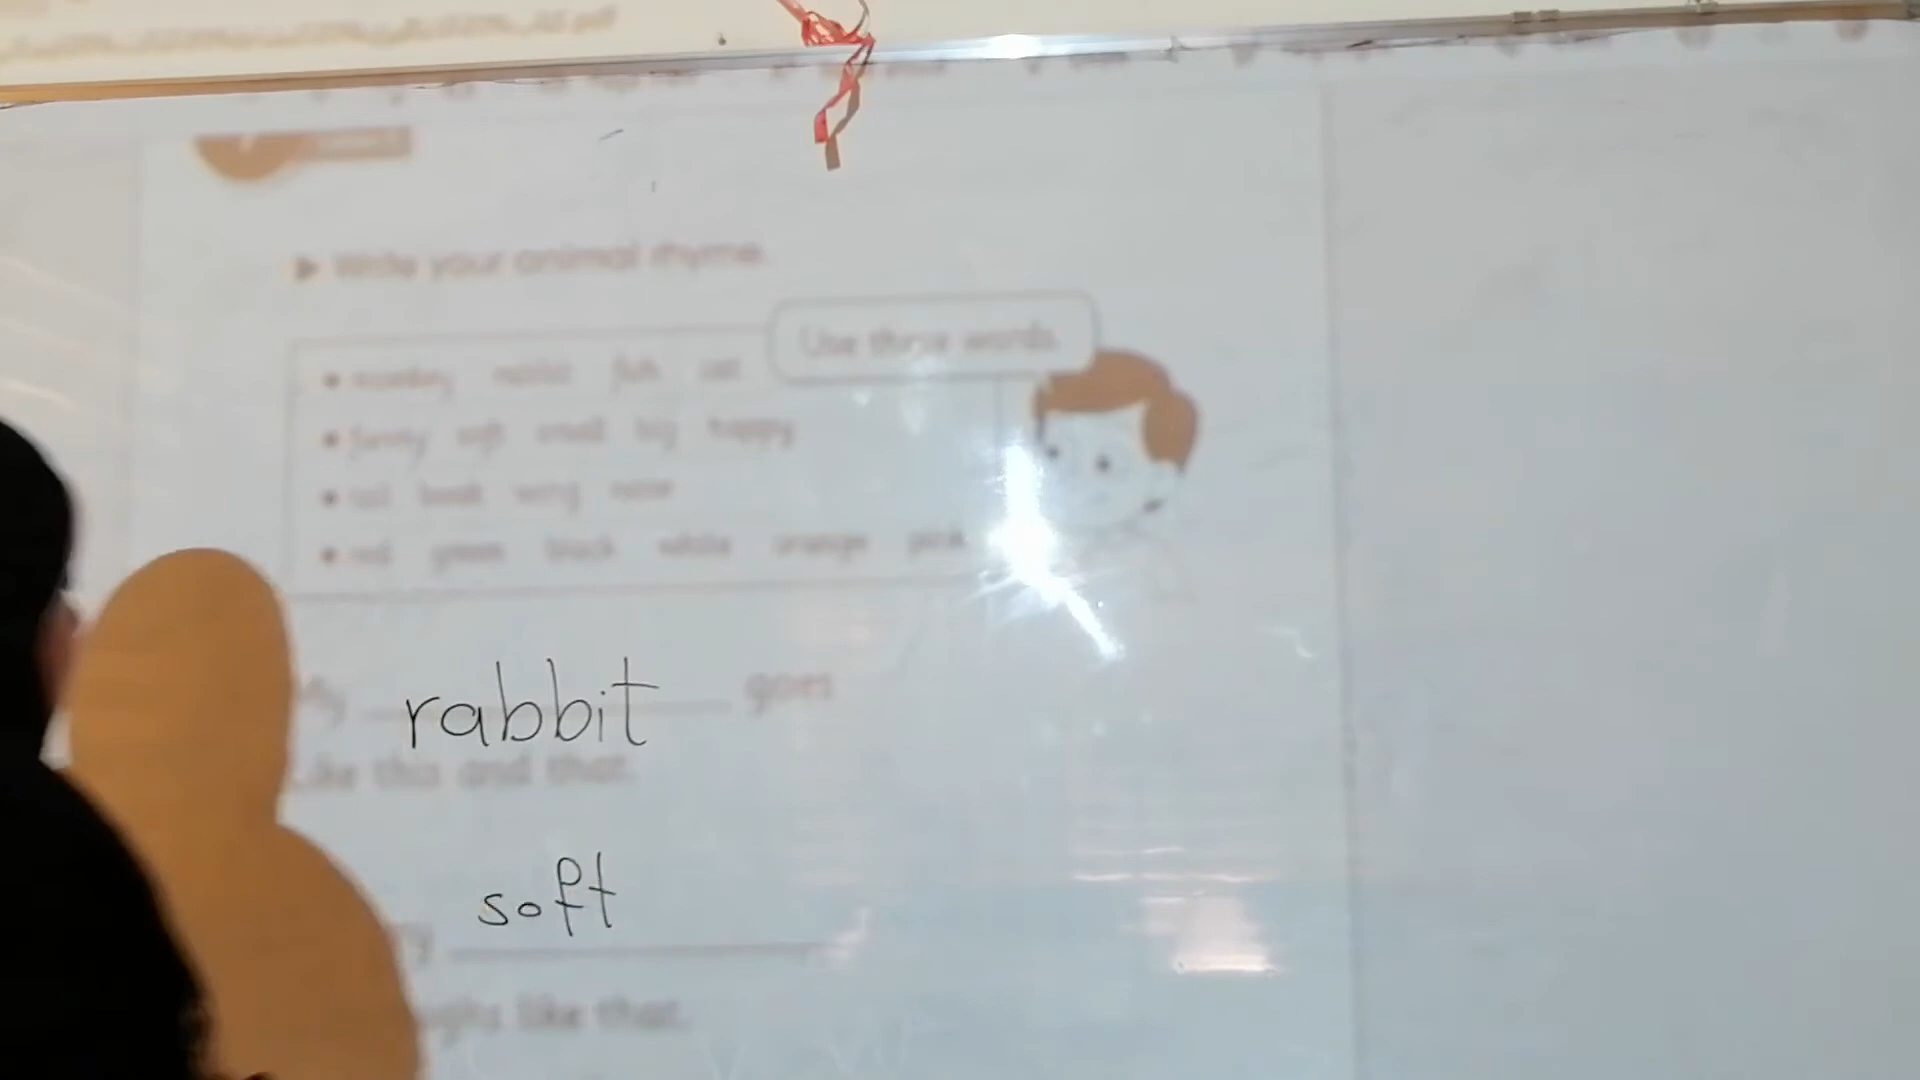 Write your animal rhyme.
Use these words.
monkey rabbit fish cat
funny soft small big happy
tail beak wing nose
red green black white orange pink
My rabbit goes
Like this and that.
soft
like that.